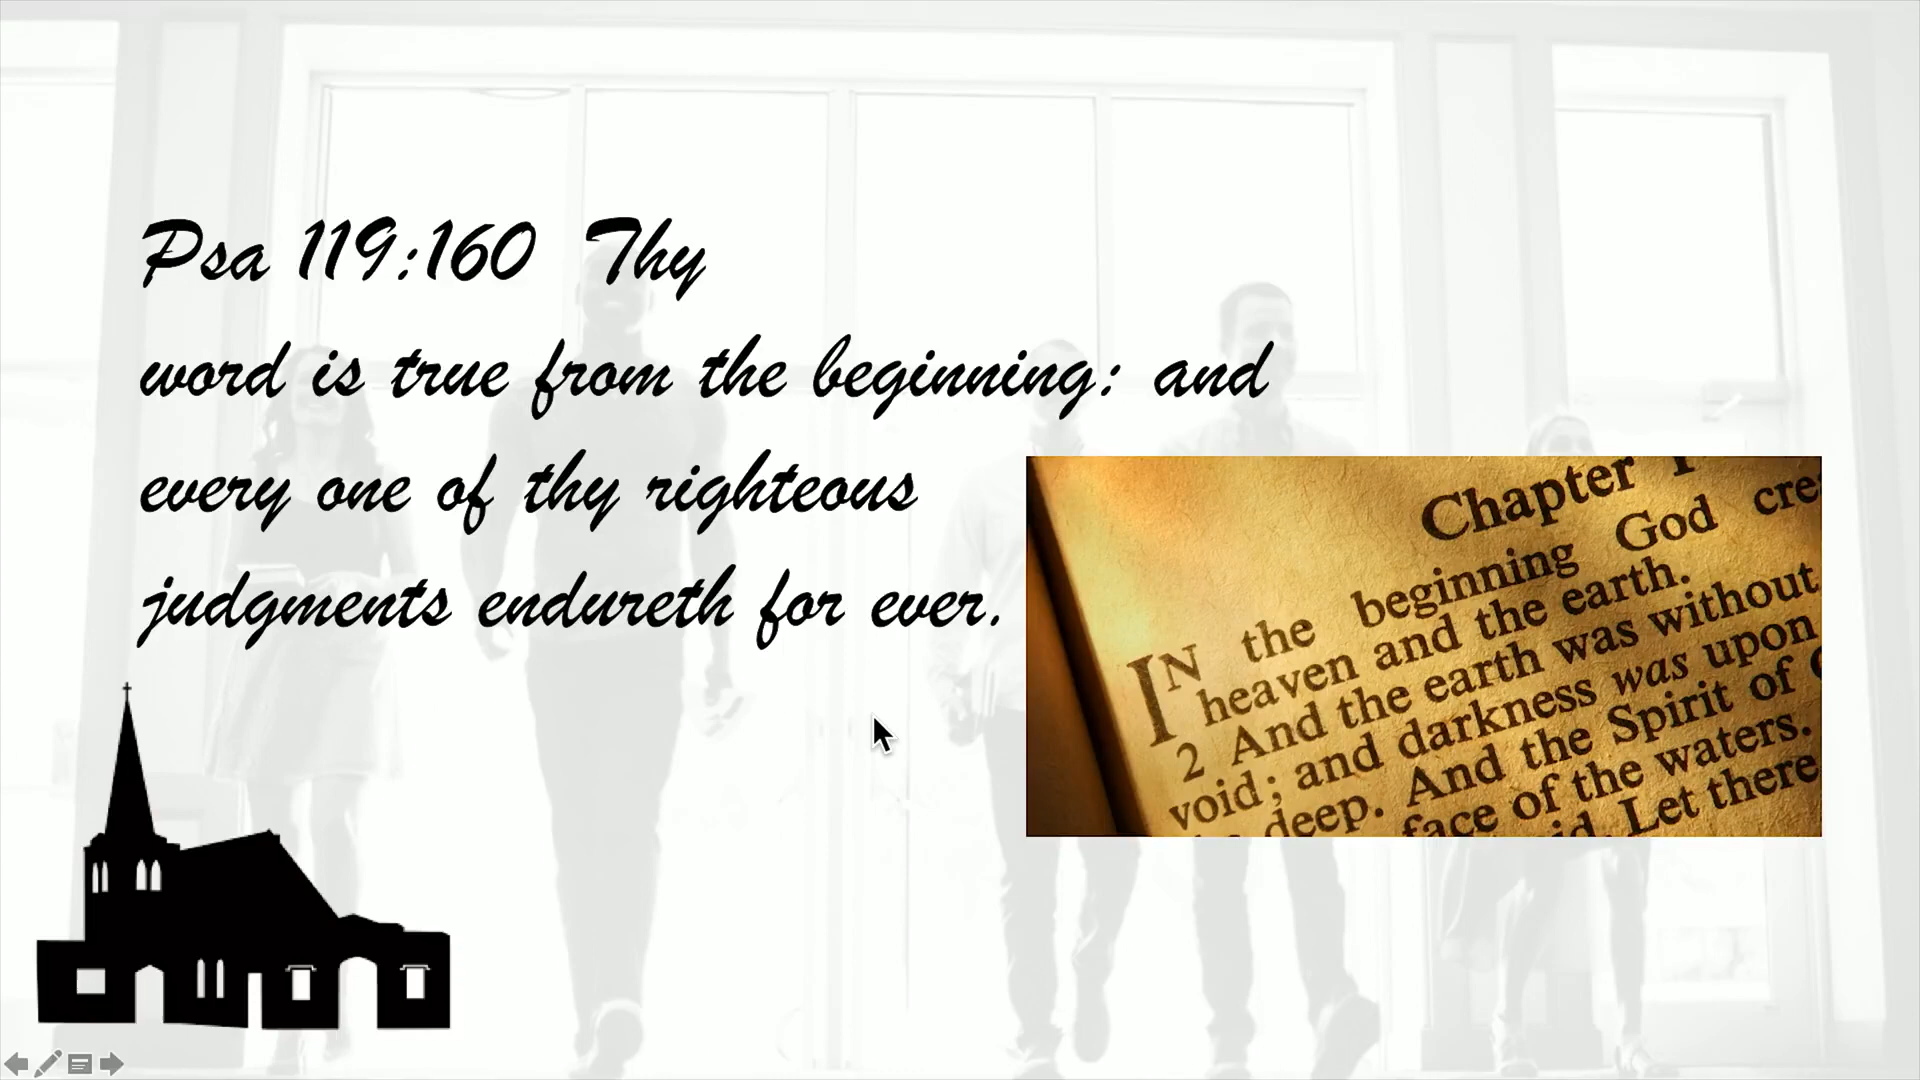 Psa 119:160  Thy
word is true from the beginning: and
every one of thy righteous
judgments endureth for ever.
Chapter
IN the beginning God cre
heaven and the earth.
2 And the earth was without
void; and darkness was upon
deep. And the Spirit of
face of the waters.
Let there